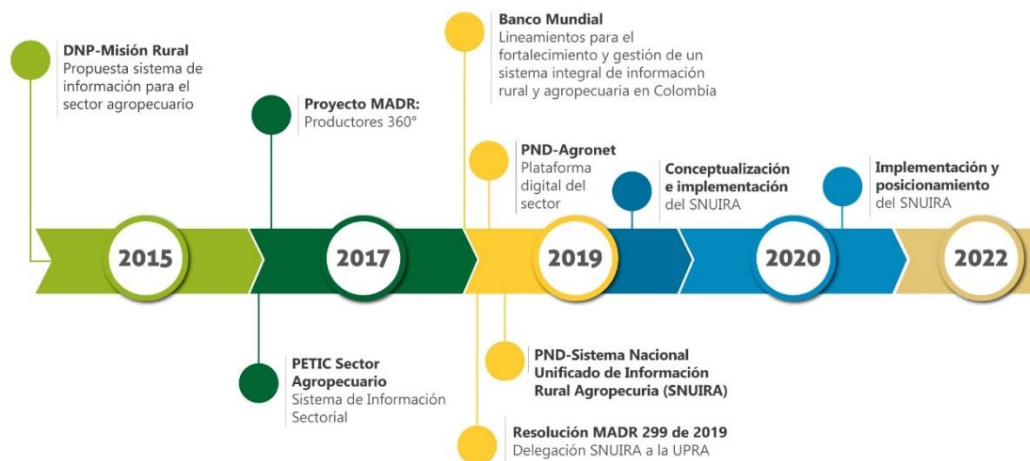 DNP-Misión Rural
Propuesta sistema de
información para el
sector agropecuario
Proyecto MADR:
Productores 360°
Banco Mundial
Lineamientos para el
fortalecimiento y gestión de un
sistema integral de información
rural y agropecuaria en Colombia
PND-Agronet
Plataforma
digital del
sector
Conceptualización
e implementación
del SNUIRA
Implementación y
posicionamiento
del SNUIRA
2015
2017
2019
2020
2022
PETIC Sector
Agropecuario
Sistema de Información
Sectorial
PND-Sistema Nacional
Unificado de Información
Rural Agropecuria (SNUIRA)
Resolución MADR 299 de 2019
Delegación SNUIRA a la UPRA